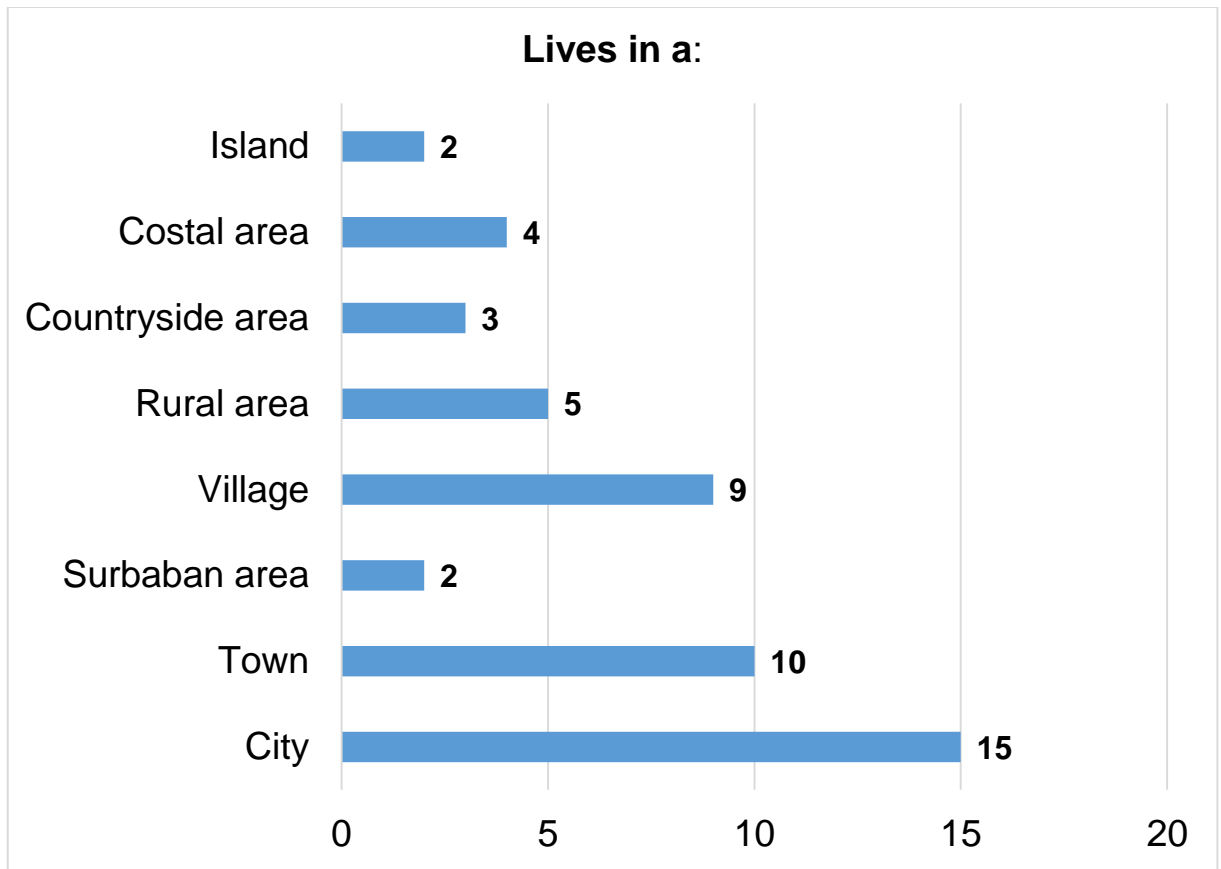 Lives in a:
Island 2
Costal area 4
Countryside area 3
Rural area 5
Village 9
Surbaban area 2
Town 10
City 15
0 5 10 15 20